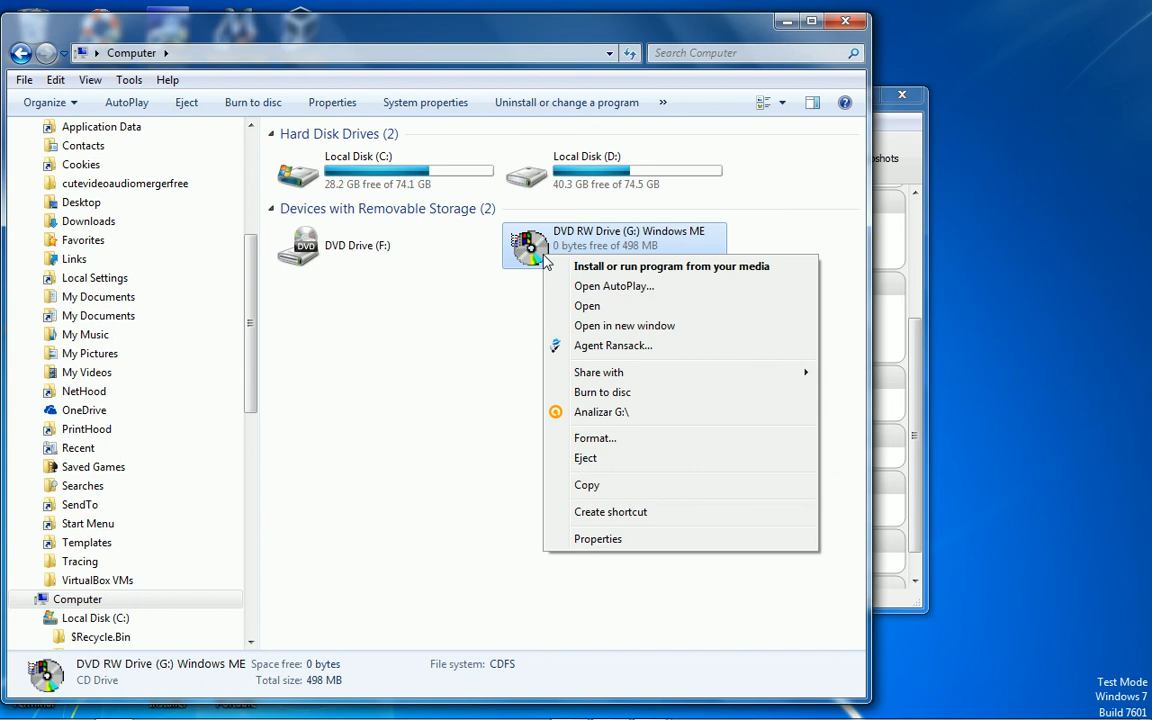 Computer
Search Computer
File Edit View Tools Help
Organize AutoPlay Eject Burn to disc Properties System properties Uninstall or change a program »
Application Data
Contacts
Cookies
cutevideoaudiomergerfree
Desktop
Downloads
Favorites
Links
Local Settings
My Documents
My Documents
My Music
My Pictures
My Videos
NetHood
OneDrive
PrintHood
Recent
Saved Games
Searches
SendTo
Start Menu
Templates
Tracing
VirtualBox VMs
Computer
Local Disk (C:)
$Recycle.Bin
Hard Disk Drives (2)
Local Disk (C:)
28.2 GB free of 74.1 GB
Local Disk (D:)
40.3 GB free of 74.5 GB
Devices with Removable Storage (2)
DVD
DVD Drive (F:)
DVD RW Drive (G:) Windows ME
0 bytes free of 498 MB
Install or run program from your media
Open AutoPlay...
Open
Open in new window
Agent Ransack...
Share with
Burn to disc
Analizar G:\
Format...
Eject
Copy
Create shortcut
Properties
DVD RW Drive (G:) Windows ME Space free: 0 bytes File system: CDFS
CD Drive Total size: 498 MB
Test Mode
Windows 7
Build 7601